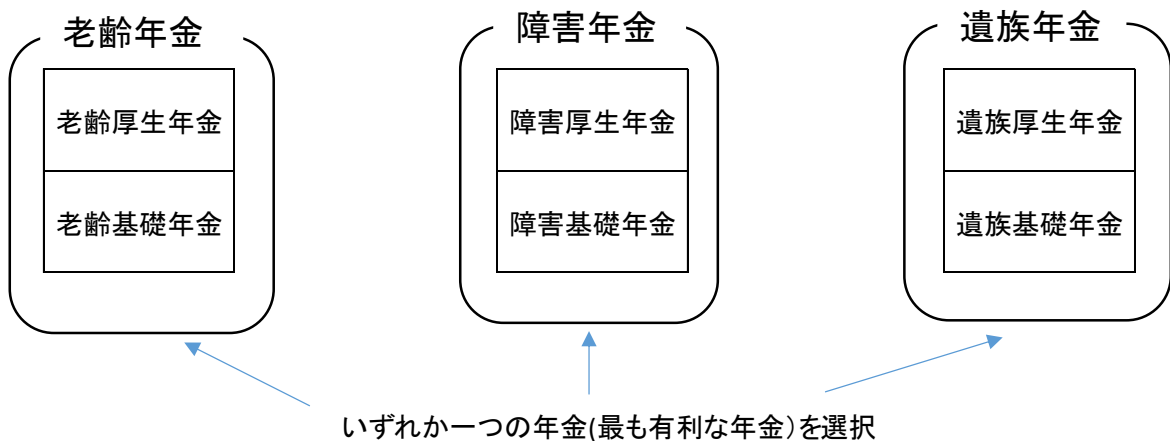 老齢年金
老齢厚生年金
老齢基礎年金
障害年金
障害厚生年金
障害基礎年金
遺族年金
遺族厚生年金
遺族基礎年金
いずれか一つの年金(最も有利な年金)を選択